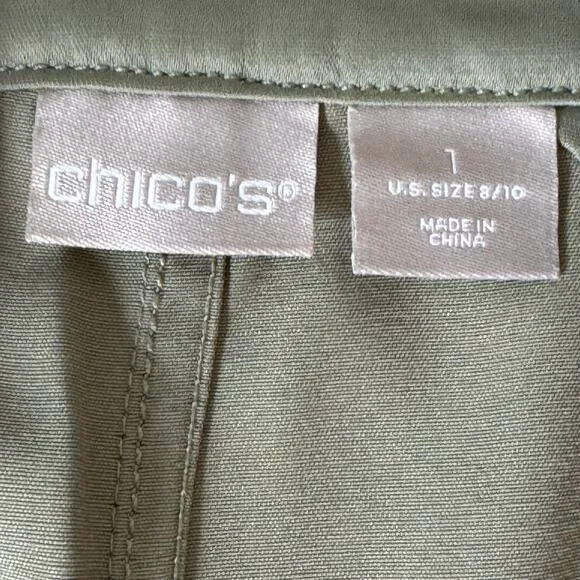 chico's®
1
U.S. SIZE 8/10
MADE IN
CHINA